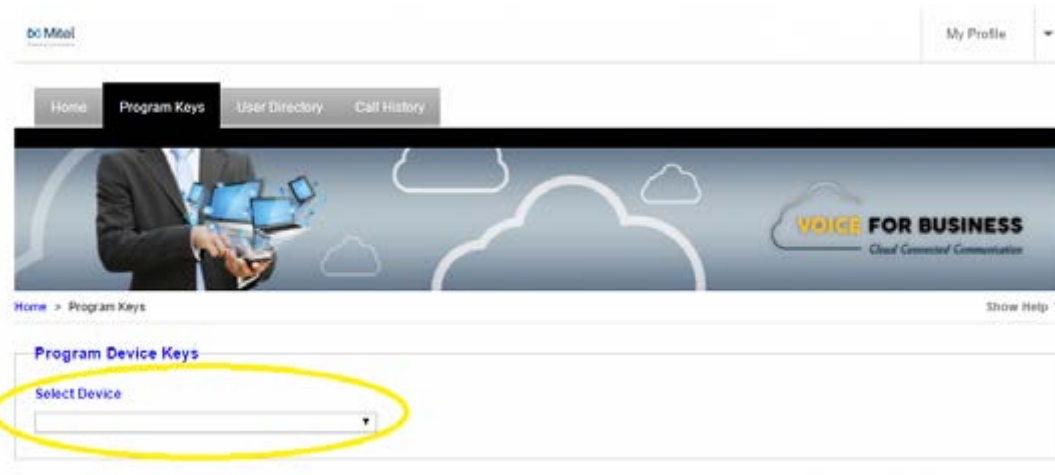 Mitel
My Profile
Home Program Keys User Directory Call History
VOICE FOR BUSINESS
Cloud Connected Communication
Home > Program Keys
Show Help
Program Device Keys
Select Device